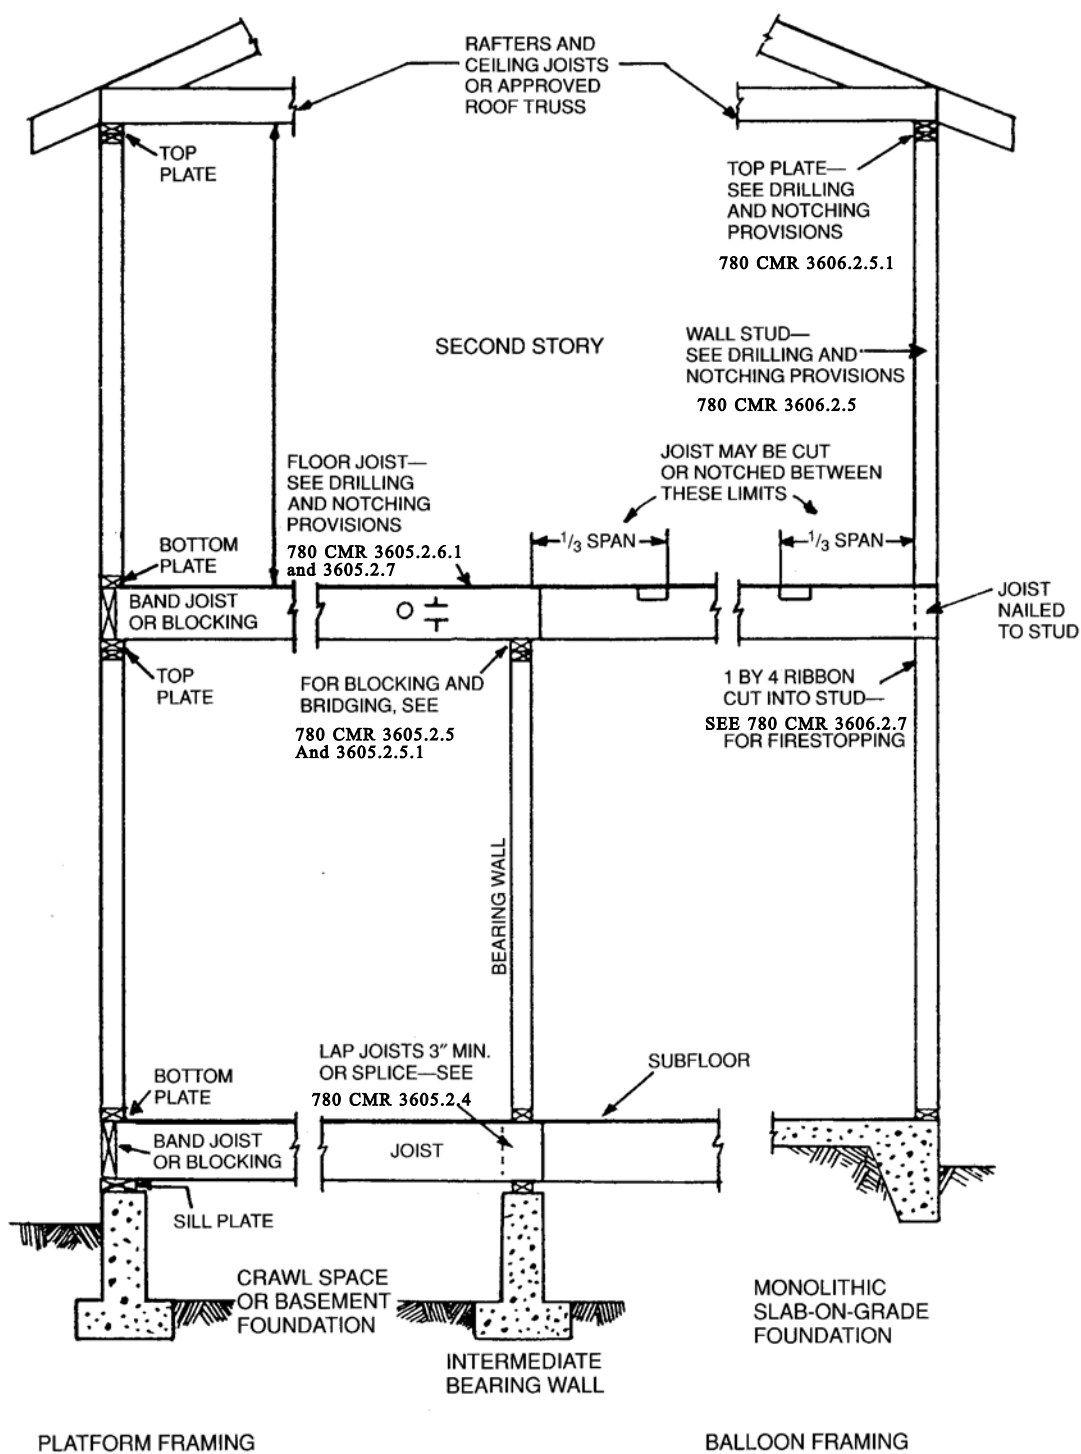 RAFTERS AND
CEILING JOISTS
OR APPROVED
ROOF TRUSS
TOP
PLATE
TOP PLATE—
SEE DRILLING
AND NOTCHING
PROVISIONS
780 CMR 3606.2.5.1
SECOND STORY
WALL STUD—
SEE DRILLING AND
NOTCHING PROVISIONS
780 CMR 3606.2.5
FLOOR JOIST—
SEE DRILLING
AND NOTCHING
PROVISIONS
780 CMR 3605.2.6.1
and 3605.2.7
JOIST MAY BE CUT
OR NOTCHED BETWEEN
THESE LIMITS
1/3 SPAN
1/3 SPAN
BOTTOM
PLATE
BAND JOIST
OR BLOCKING
JOIST
NAILED
TO STUD
TOP
PLATE
FOR BLOCKING AND
BRIDGING, SEE
780 CMR 3605.2.5
And 3605.2.5.1
1 BY 4 RIBBON
CUT INTO STUD—
SEE 780 CMR 3606.2.7
FOR FIRESTOPPING
BEARING WALL
LAP JOISTS 3″ MIN.
OR SPLICE—SEE
780 CMR 3605.2.4
SUBFLOOR
BOTTOM
PLATE
BAND JOIST
OR BLOCKING
JOIST
SILL PLATE
CRAWL SPACE
OR BASEMENT
FOUNDATION
MONOLITHIC
SLAB-ON-GRADE
FOUNDATION
INTERMEDIATE
BEARING WALL
PLATFORM FRAMING
BALLOON FRAMING